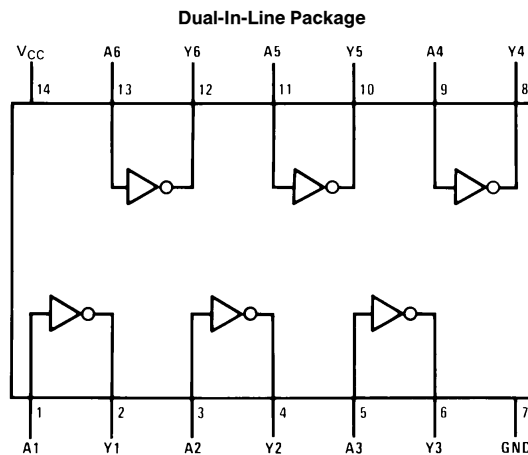 Dual-In-Line Package
VCC A6 Y6 A5 Y5 A4 Y4
14 13 12 11 10 9 8
1 2 3 4 5 6 7
A1 Y1 A2 Y2 A3 Y3 GND